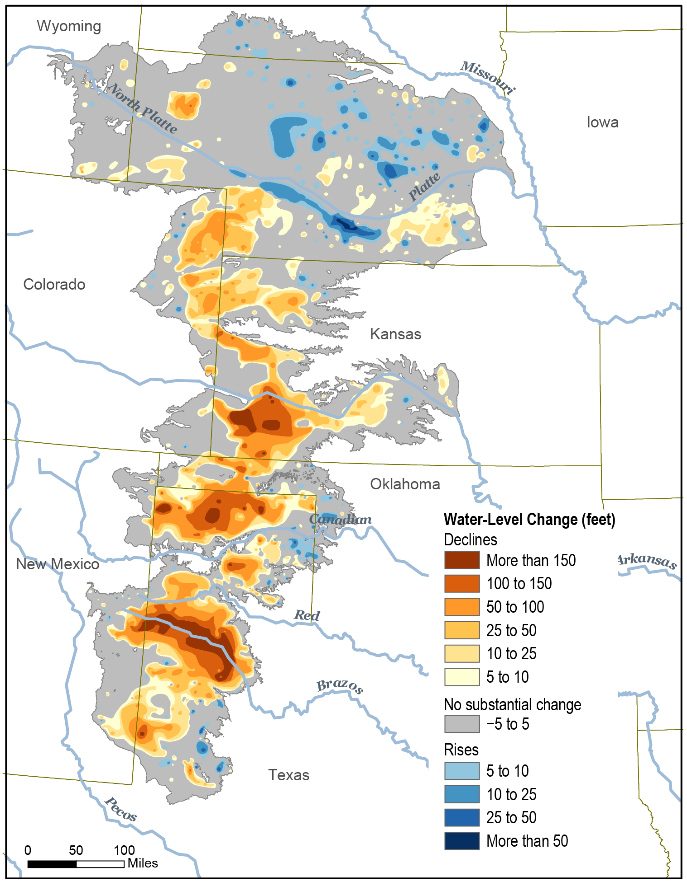 Wyoming
Missouri
North Platte
Iowa
Platte
Colorado
Kansas
Oklahoma
Canadian
New Mexico
Arkansas
Red
Brazos
Texas
Pecos
Water-Level Change (feet)
Declines
More than 150
100 to 150
50 to 100
25 to 50
10 to 25
5 to 10
No substantial change
−5 to 5
Rises
5 to 10
10 to 25
25 to 50
More than 50
0 50 100
Miles